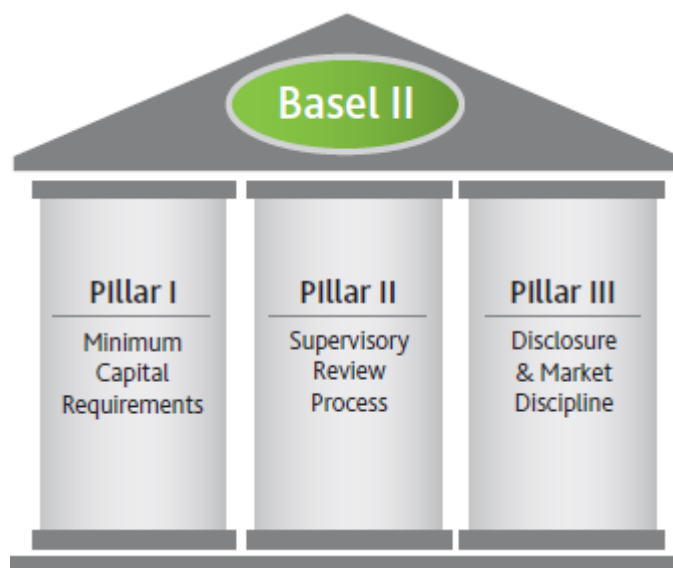 Basel II
PIllar I
Minimum
Capital
Requirements
PIllar II
Supervisory
Review
Process
PIllar III
Disclosure
& Market
Discipline